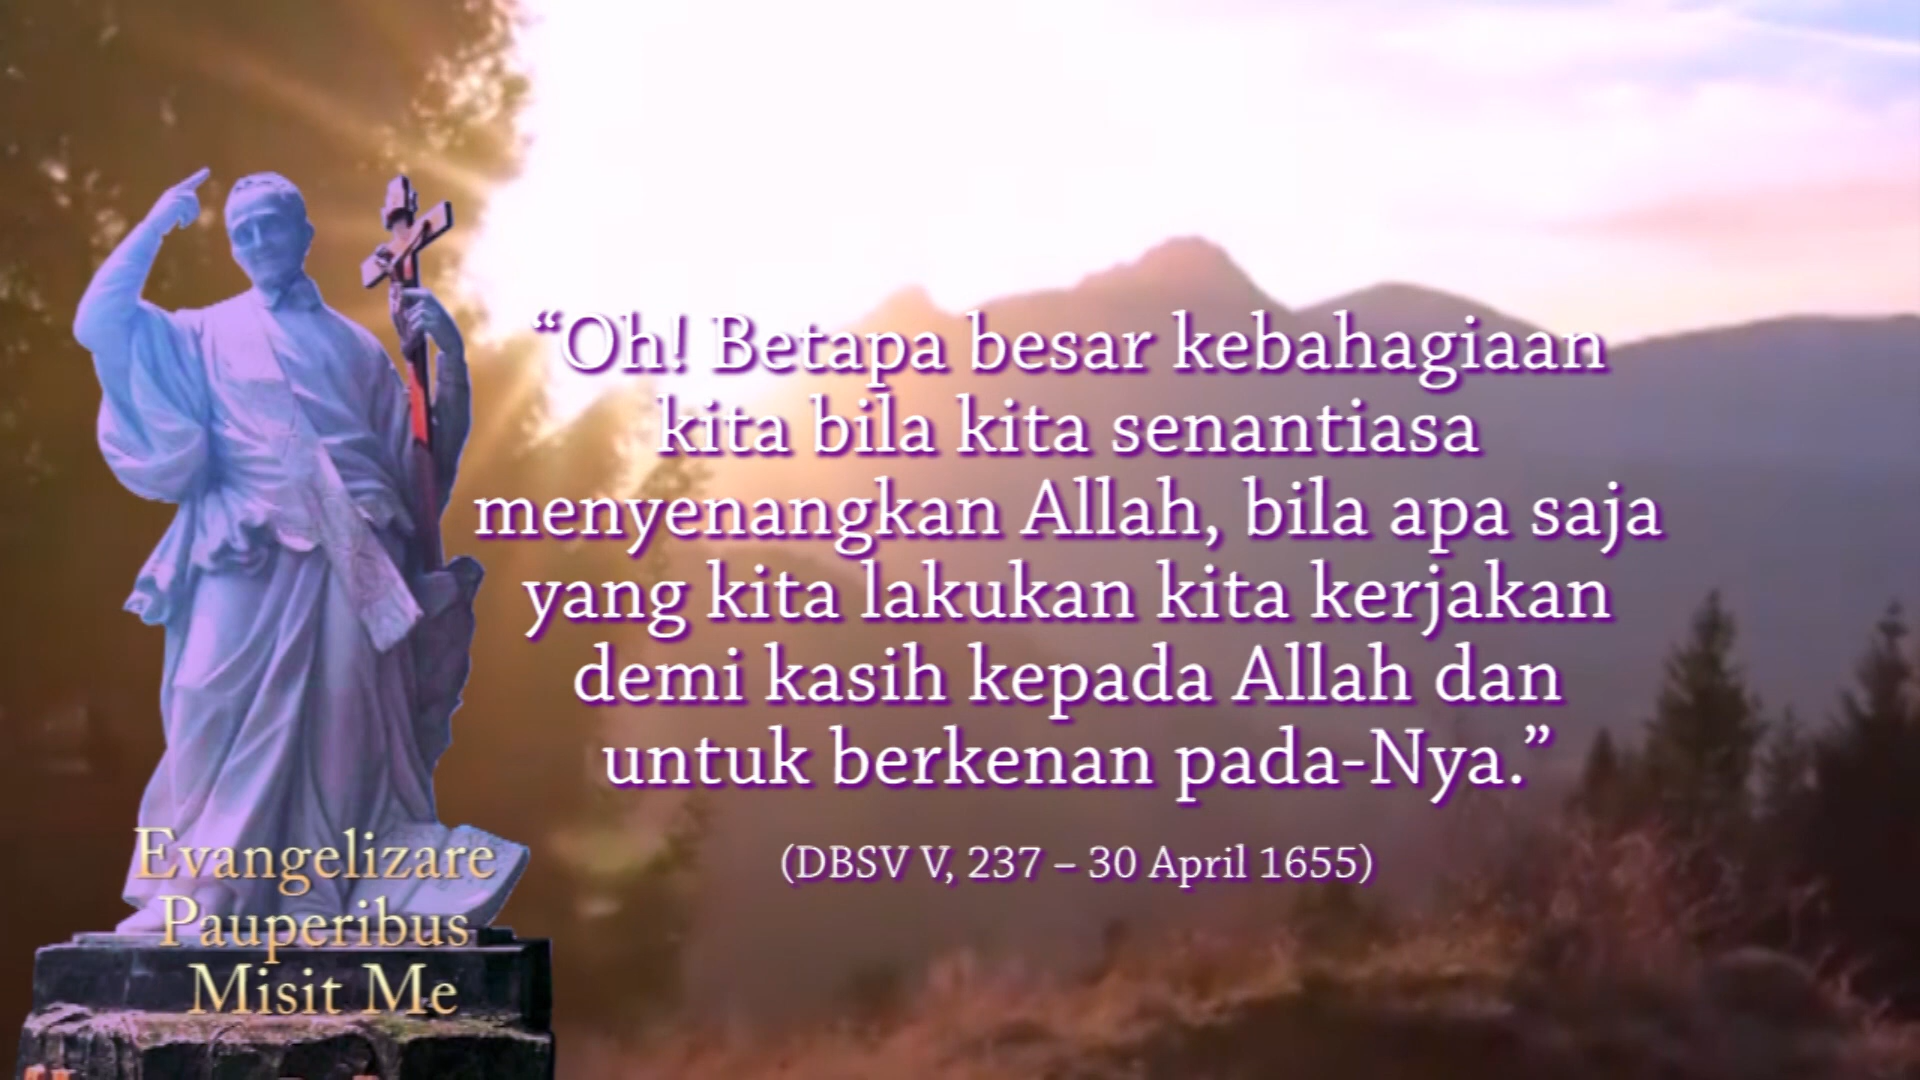 “Oh! Betapa besar kebahagiaan
kita bila kita senantiasa
menyenangkan Allah, bila apa saja
yang kita lakukan kita kerjakan
demi kasih kepada Allah dan
untuk berkenan pada-Nya.”
(DBSV V, 237 – 30 April 1655)
Evangelizare
Pauperibus
Misit Me